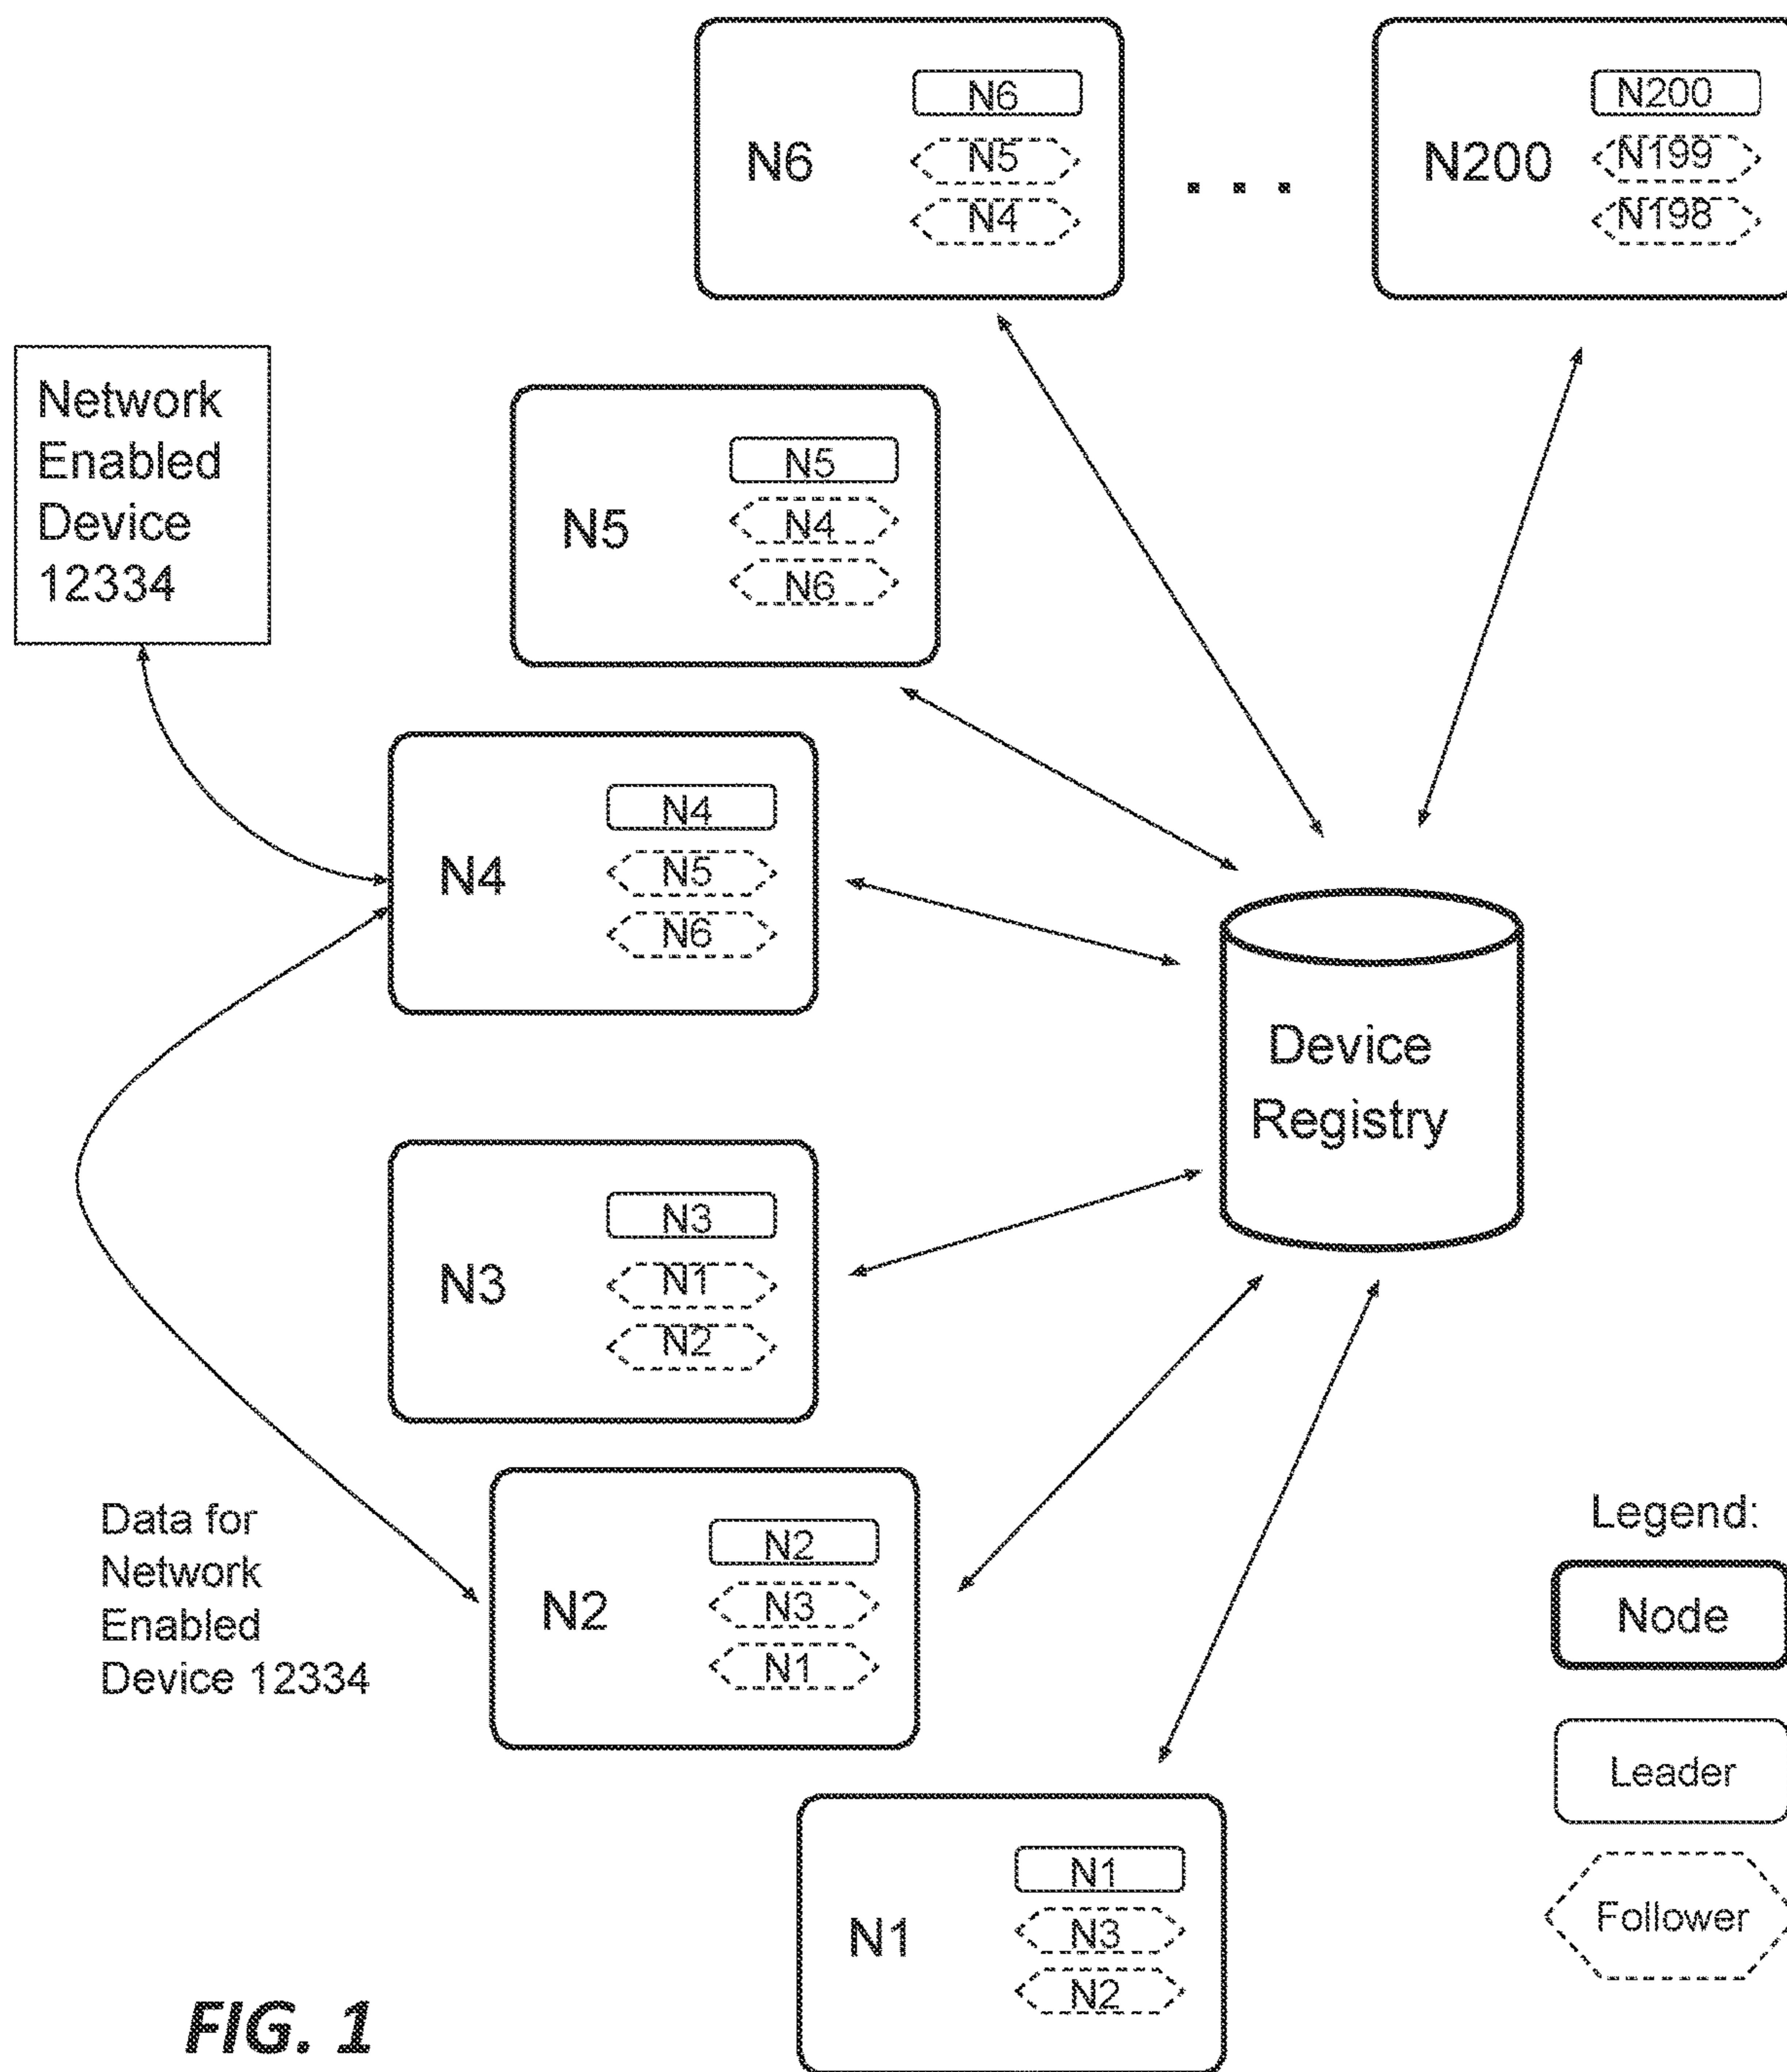 N6
N6
N5
N4
. . .
N200
N200
N199
N198
Network
Enabled
Device
12334
N5
N5
N4
N6
N4
N4
N5
N6
Device
Registry
N3
N3
N1
N2
Data for
Network
Enabled
Device 12334
N2
N2
N3
N1
Legend:
Node
Leader
Follower
N1
N1
N3
N2
FIG. 1